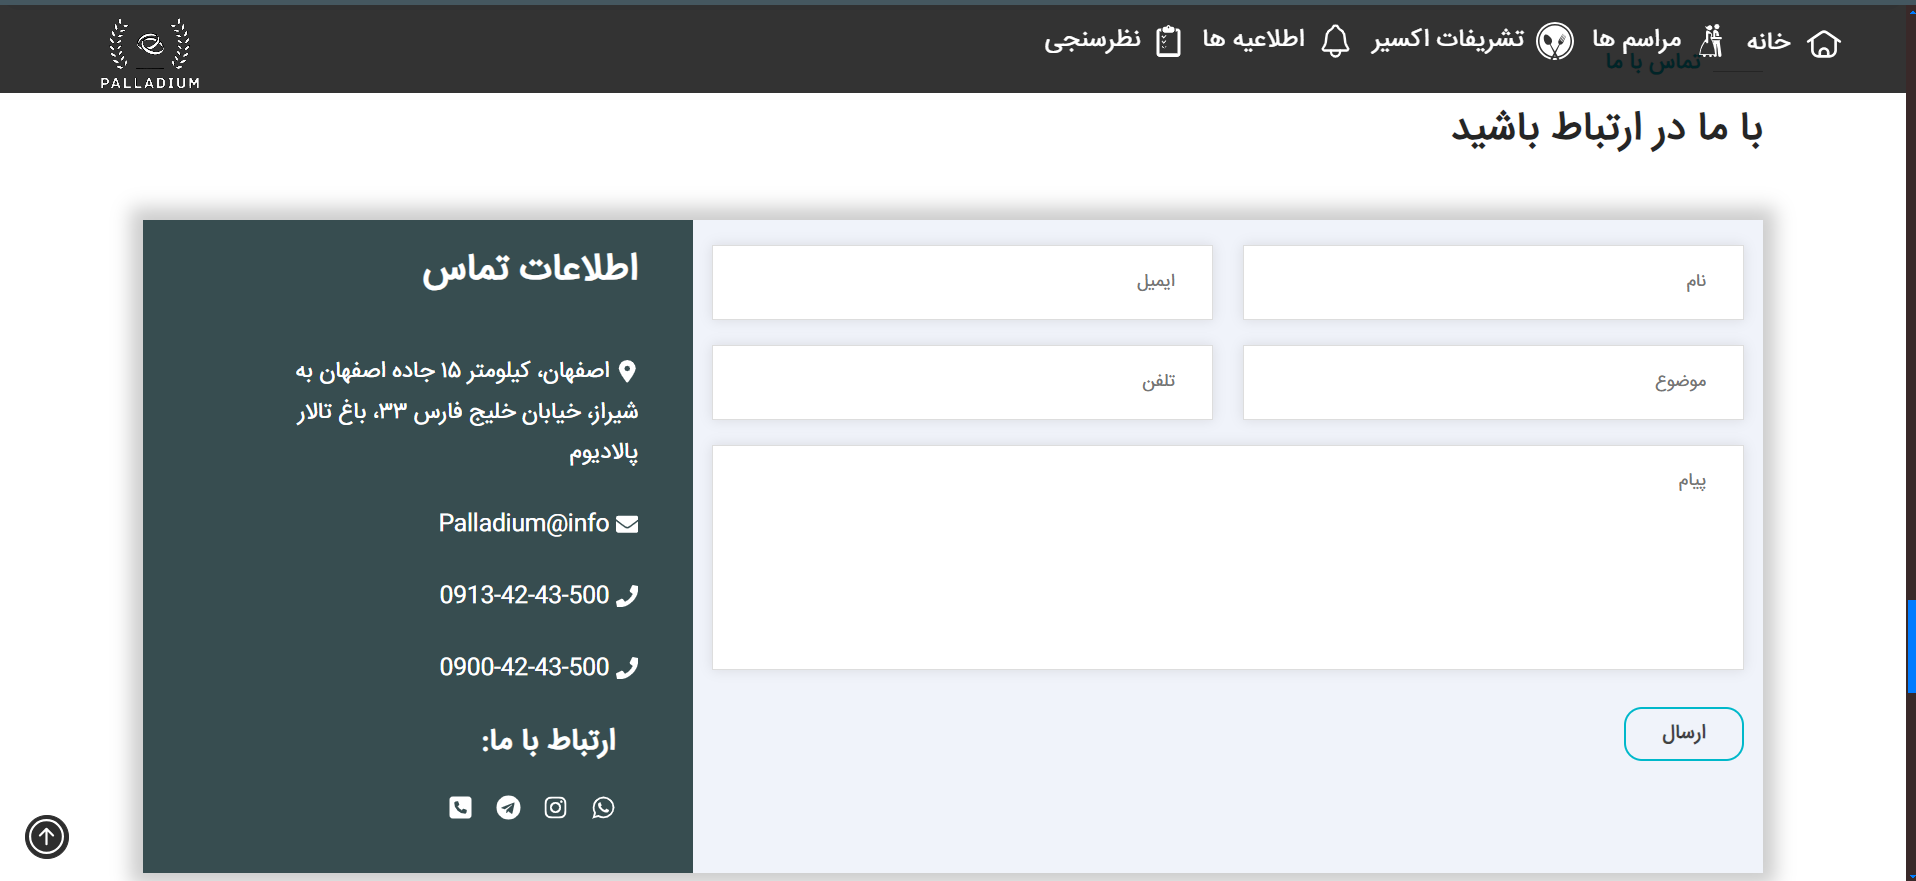 خانه
مراسم ها
تشریفات اکسیر
اطلاعیه ها
نظرسنجی
PALLADIUM
تماس با ما
با ما در ارتباط باشید
نام
ایمیل
موضوع
تلفن
پیام
ارسال
اطلاعات تماس
اصفهان، کیلومتر ۱۵ جاده اصفهان به
شیراز، خیابان خلیج فارس ۳۳، باغ تالار
پالادیوم
Palladium@info
0913-42-43-500
0900-42-43-500
ارتباط با ما: